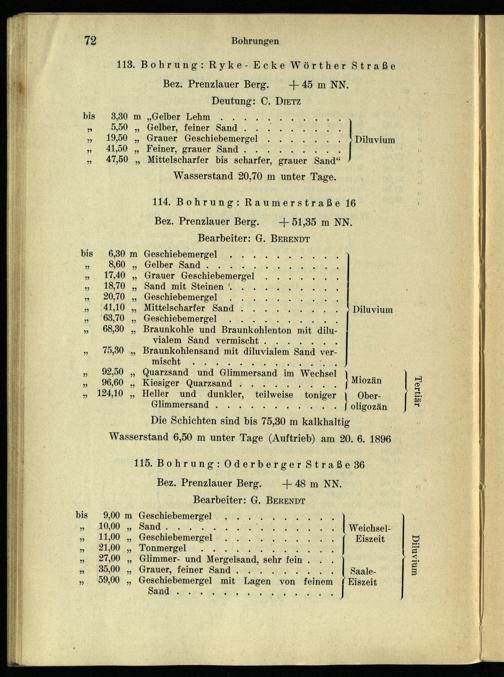 72 Bohrungen
113. Bohrung: Ryke- Ecke Wörther Straße
Bez. Prenzlauer Berg. + 45 m NN.
Deutung: C. Dietz
bis 3,30 m „Gelber Lehm . . . . . . . . . . .
„ 5,50 „ Gelber, feiner Sand . . . . . . . . .
„ 19,50 „ Grauer Geschiebemergel . . . . . . . Diluvium
„ 41,50 „ Feiner, grauer Sand . . . . . . . . .
„ 47,50 „ Mittelscharfer bis scharfer, grauer Sand“
Wasserstand 20,70 m unter Tage.
114. Bohrung: Raumerstraße 16
Bez. Prenzlauer Berg. + 51,35 m NN.
Bearbeiter: G. Berendt
bis 6,30 m Geschiebemergel . . . . . . . . . .
„ 8,60 „ Gelber Sand . . . . . . . . . . . .
„ 17,40 „ Grauer Geschiebemergel . . . . . . .
„ 18,70 „ Sand mit Steinen . . . . . . . . . .
„ 20,70 „ Geschiebemergel . . . . . . . . . .
„ 41,10 „ Mittelscharfer Sand . . . . . . . . . Diluvium
„ 63,70 „ Geschiebemergel . . . . . . . . . .
„ 68,30 „ Braunkohle und Braunkohlenton mit dilu-
vialem Sand vermischt . . . . . . .
„ 75,30 „ Braunkohlensand mit diluvialem Sand ver-
mischt . . . . . . . . . . . . .
„ 92,50 „ Quarzsand und Glimmersand im Wechsel
„ 96,60 „ Kiesiger Quarzsand . . . . . . . . . Miozän
„ 124,10 „ Heller und dunkler, teilweise toniger Ober- Tertiär
Glimmersand . . . . . . . . . . . oligozän
Die Schichten sind bis 75,30 m kalkhaltig
Wasserstand 6,50 m unter Tage (Auftrieb) am 20. 6. 1896
115. Bohrung: Oderberger Straße 36
Bez. Prenzlauer Berg. + 48 m NN.
Bearbeiter: G. Berendt
bis 9,00 m Geschiebemergel . . . . . . . . . .
„ 10,00 „ Sand . . . . . . . . . . . . . . . Weichsel-
„ 11,00 „ Geschiebemergel . . . . . . . . . . Eiszeit
„ 21,00 „ Tonmergel . . . . . . . . . . . . Diluvium
„ 27,00 „ Glimmer- und Mergelsand, sehr fein . . .
„ 35,00 „ Grauer, feiner Sand . . . . . . . . . Saale-
„ 59,00 „ Geschiebemergel mit Lagen von feinem Eiszeit
Sand . . . . . . . . . . . . . .